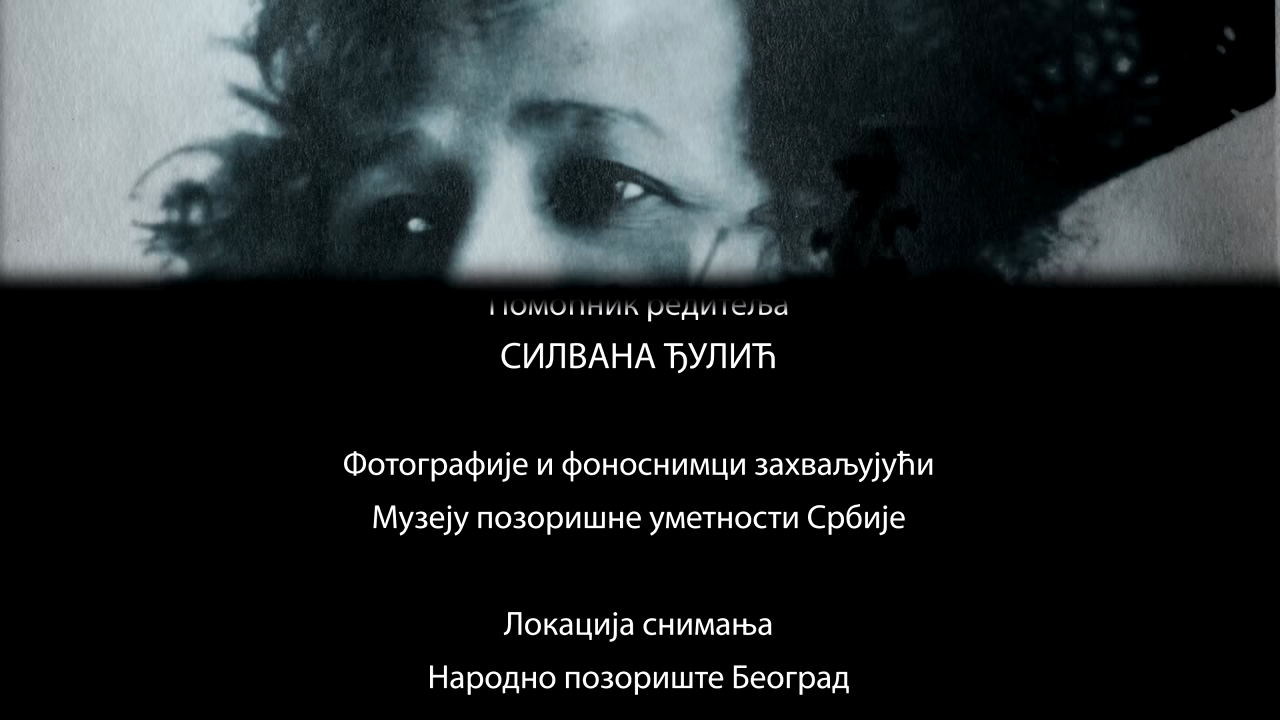 Помоћник редитеља
СИЛВАНА ЂУЛИЋ
Фотографије и фоноснимци захваљујући
Музеју позоришне уметности Србије
Локација снимања
Народно позориште Београд